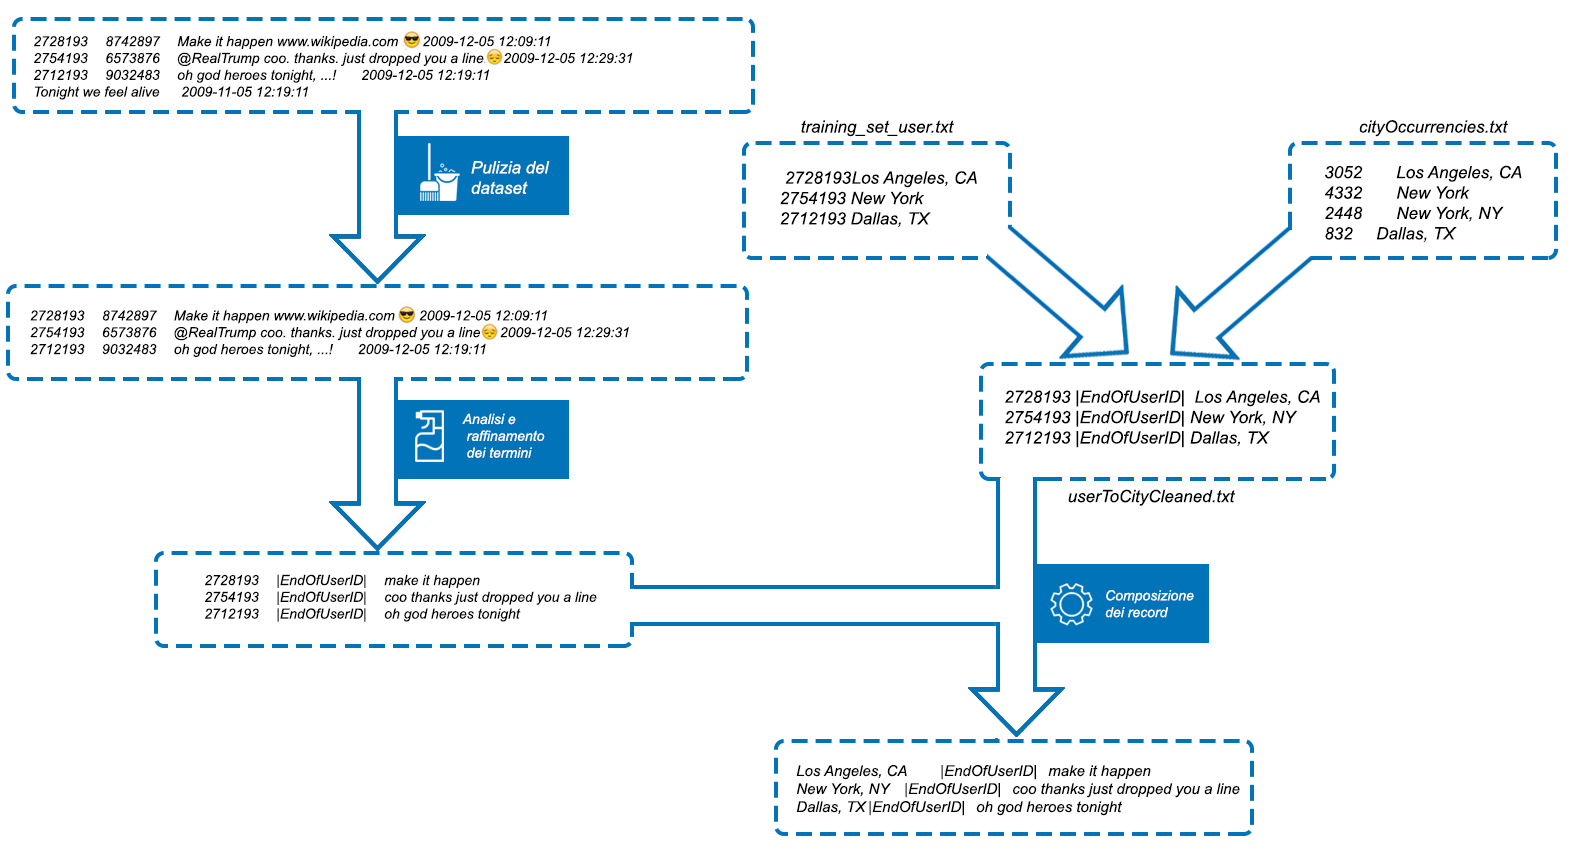 2728193 8742897 Make it happen www.wikipedia.com 😎 2009-12-05 12:09:11
2754193 6573876 @RealTrump coo. thanks. just dropped you a line 😔 2009-12-05 12:29:31
2712193 9032483 oh god heroes tonight, ...! 2009-12-05 12:19:11
Tonight we feel alive 2009-11-05 12:19:11
Pulizia del
dataset
2728193 8742897 Make it happen www.wikipedia.com 😎 2009-12-05 12:09:11
2754193 6573876 @RealTrump coo. thanks. just dropped you a line 😔 2009-12-05 12:29:31
2712193 9032483 oh god heroes tonight, ...! 2009-12-05 12:19:11
Analisi e
raffinamento
dei termini
2728193 |EndOfUserID| make it happen
2754193 |EndOfUserID| coo thanks just dropped you a line
2712193 |EndOfUserID| oh god heroes tonight
training_set_user.txt
2728193Los Angeles, CA
2754193 New York
2712193 Dallas, TX
cityOccurrencies.txt
3052 Los Angeles, CA
4332 New York
2448 New York, NY
832 Dallas, TX
2728193 |EndOfUserID| Los Angeles, CA
2754193 |EndOfUserID| New York, NY
2712193 |EndOfUserID| Dallas, TX
userToCityCleaned.txt
Composizione
dei record
Los Angeles, CA |EndOfUserID| make it happen
New York, NY |EndOfUserID| coo thanks just dropped you a line
Dallas, TX |EndOfUserID| oh god heroes tonight